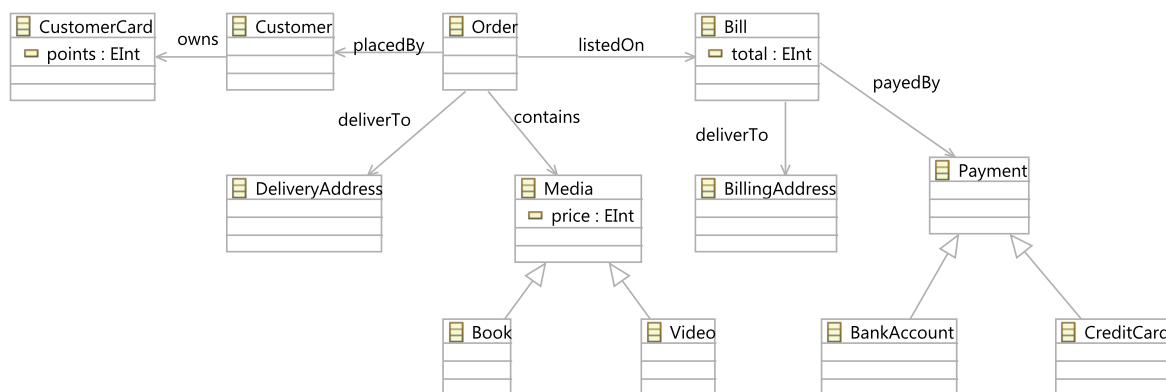 CustomerCard
points : EInt
owns
Customer
placedBy
Order
listedOn
Bill
total : EInt
payedBy
deliverTo
contains
deliverTo
DeliveryAddress
Media
price : EInt
BillingAddress
Payment
Book
Video
BankAccount
CreditCard